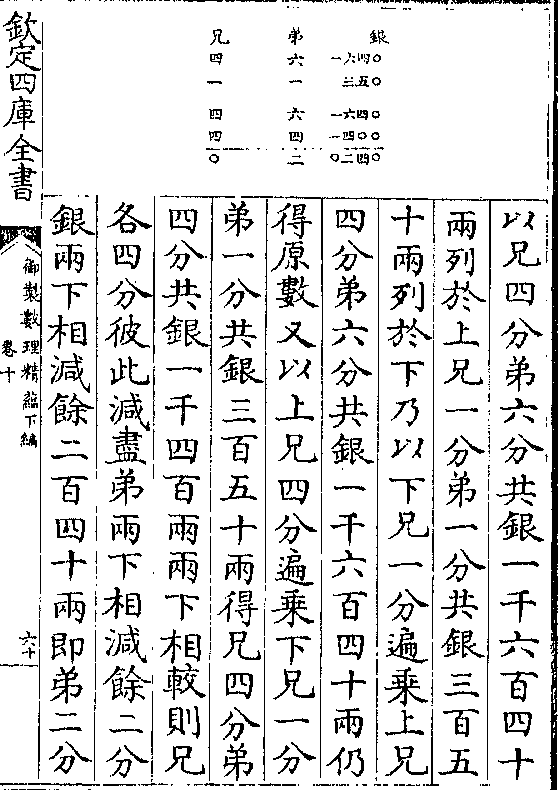 兄 弟 銀
四 六 一六四〇
一 一 三五〇
四 六 一六四〇
四 四 一四〇〇
〇 二 〇二四〇
以兄四分弟六分共銀一千六百四十
兩列於上兄一分弟一分共銀三百五
十兩列於下乃以下兄一分遍乘上兄
四分弟六分共銀一千六百四十兩仍
得原數又以上兄四分遍乘下兄一分
弟一分共銀三百五十兩得兄四分弟
四分共銀一千四百兩兩下相較則兄
各四分彼此減盡弟兩下相減餘二分
銀兩下相減餘二百四十兩即弟二分
欽定四庫全書
御製數理精蘊下編
卷十
六十